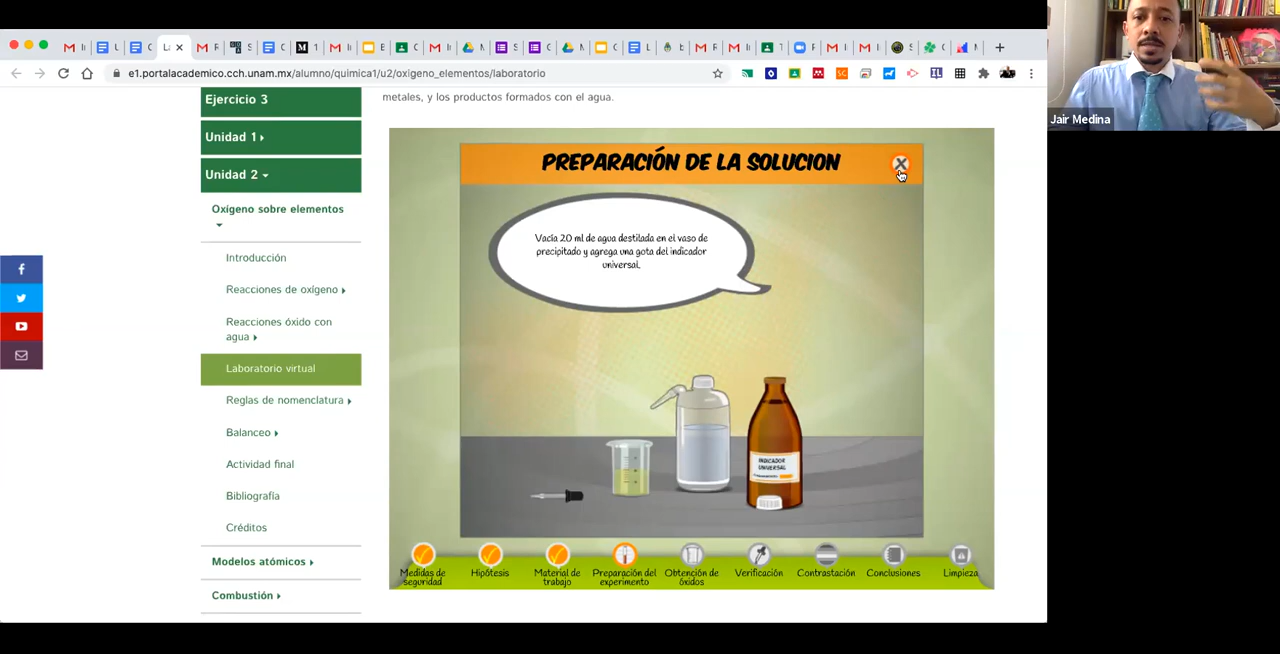 e1.portalacademico.cch.unam.mx/alumno/quimica1/u2/oxigeno_elementos/laboratorio
Jair Medina
Ejercicio 3
Unidad 1
Unidad 2
Oxígeno sobre elementos
Introducción
Reacciones de oxígeno
Reacciones óxido con
agua
Laboratorio virtual
Reglas de nomenclatura
Balanceo
Actividad final
Bibliografía
Créditos
Modelos atómicos
Combustión
metales, y los productos formados con el agua.
PREPARACIÓN DE LA SOLUCION
Vacía 20 ml de agua destilada en el vaso de
precipitado y agrega una gota del indicador
universal.
INDICADOR
UNIVERSAL
Medidas de
seguridad
Hipótesis
Material de
trabajo
Preparación del
experimento
Obtención de
óxidos
Verificación
Contrastación
Conclusiones
Limpieza